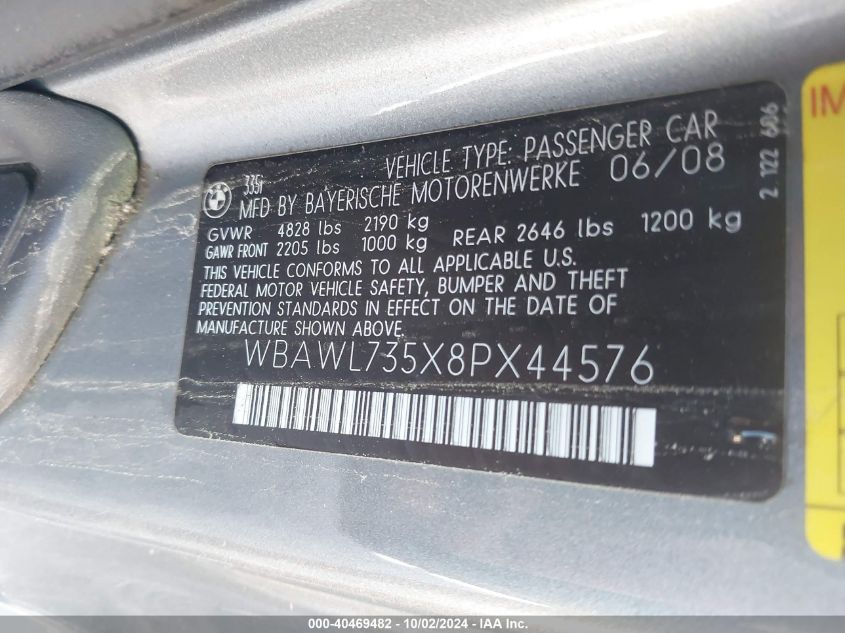 335i VEHICLE TYPE: PASSENGER CAR
MFD BY BAYERISCHE MOTORENWERKE 06/08
GVWR 4828 lbs 2190 kg
GAWR FRONT 2205 lbs 1000 kg REAR 2646 lbs 1200 kg
THIS VEHICLE CONFORMS TO ALL APPLICABLE U.S.
FEDERAL MOTOR VEHICLE SAFETY, BUMPER AND THEFT
PREVENTION STANDARDS IN EFFECT ON THE DATE OF
MANUFACTURE SHOWN ABOVE.
WBAWL735X8PX44576
2 122 606
BMW
IM
000-40469482 - 10/02/2024 - IAA Inc.